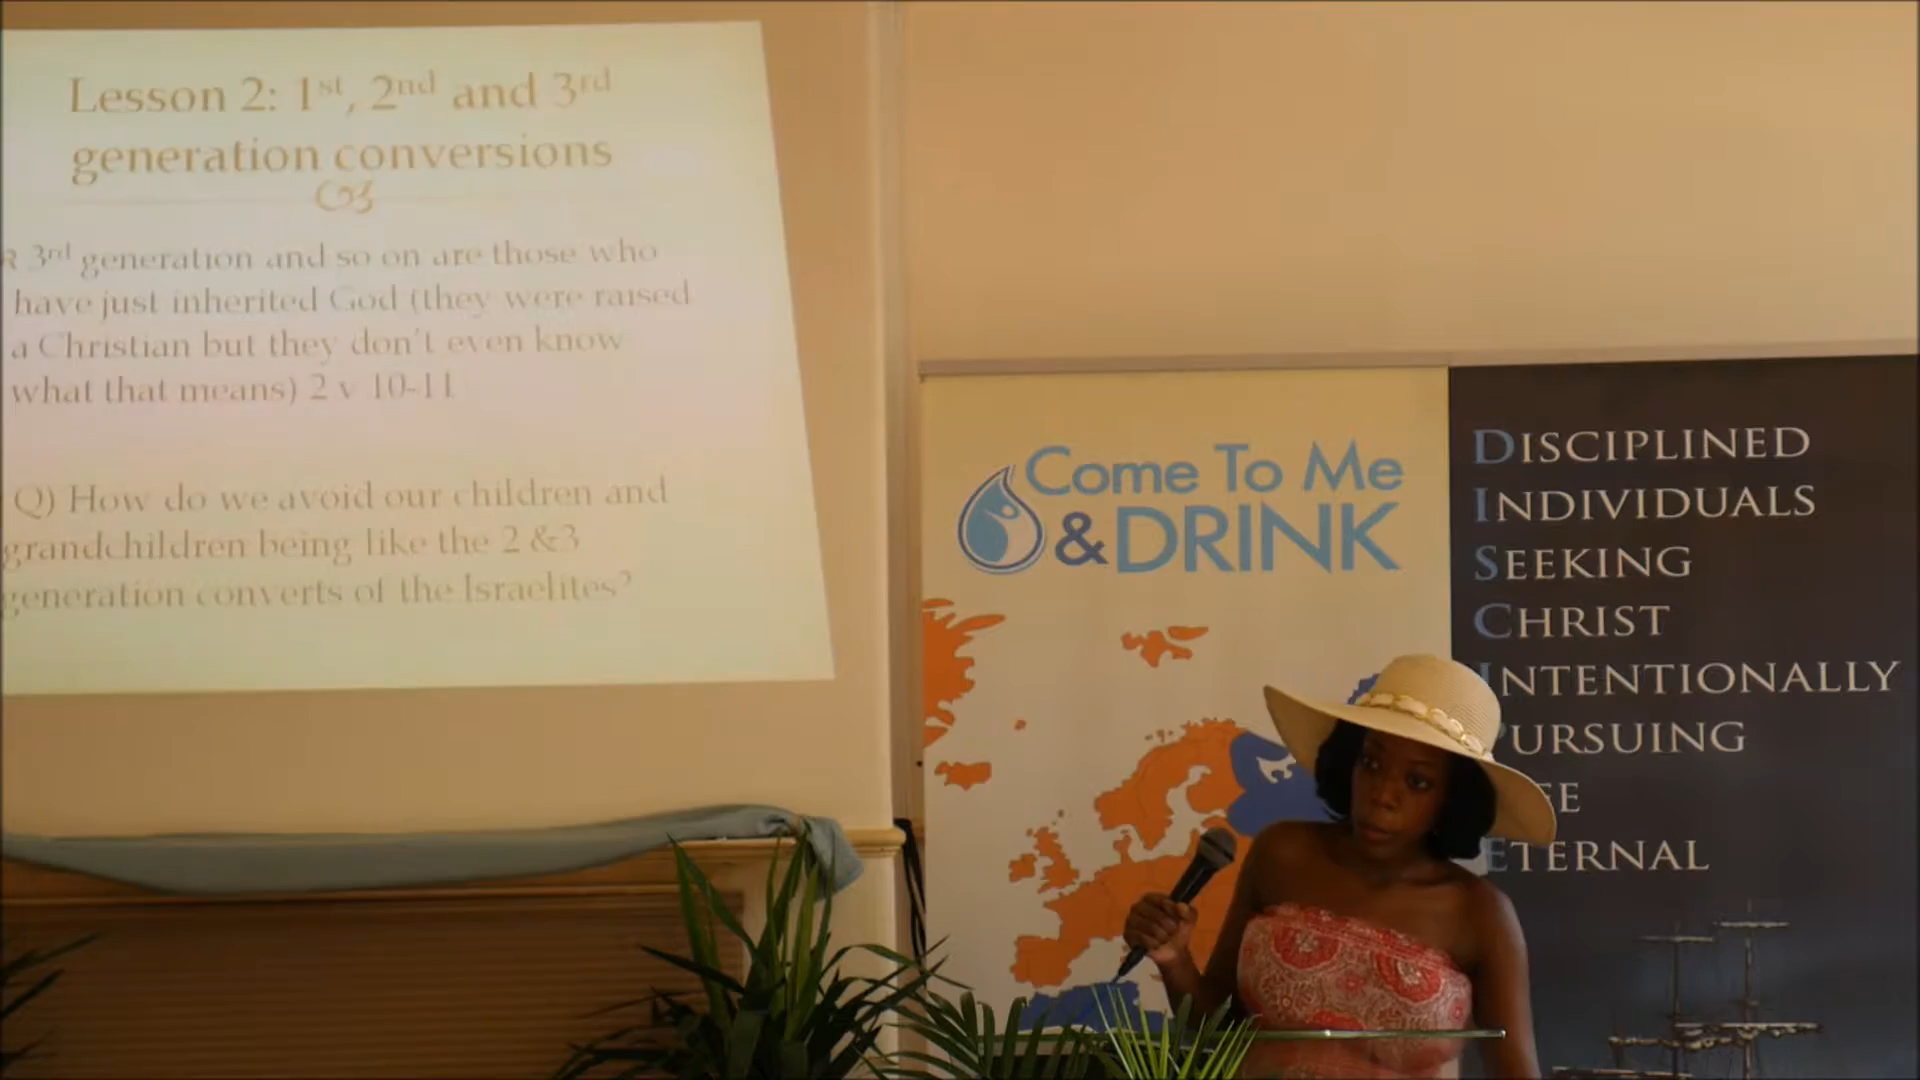 Lesson 2: 1st, 2nd and 3rd
generation conversions
3rd generation and so on are those who
have just inherited God (they were raised
a Christian but they don't even know
what that means) 2 v 10-11
Q) How do we avoid our children and
grandchildren being like the 2 &3
generation converts of the Israelites?
Come To Me
& DRINK
DISCIPLINED
INDIVIDUALS
SEEKING
CHRIST
INTENTIONALLY
PURSUING
ETERNAL